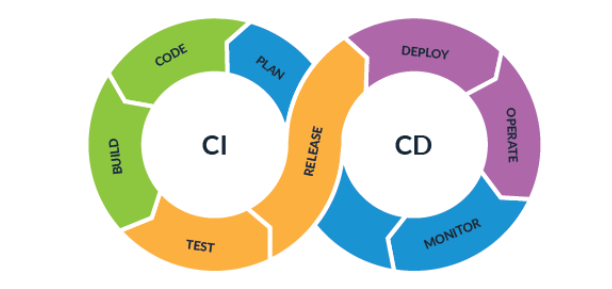 PLAN
CODE
BUILD
TEST
RELEASE
DEPLOY
OPERATE
MONITOR
CI
CD